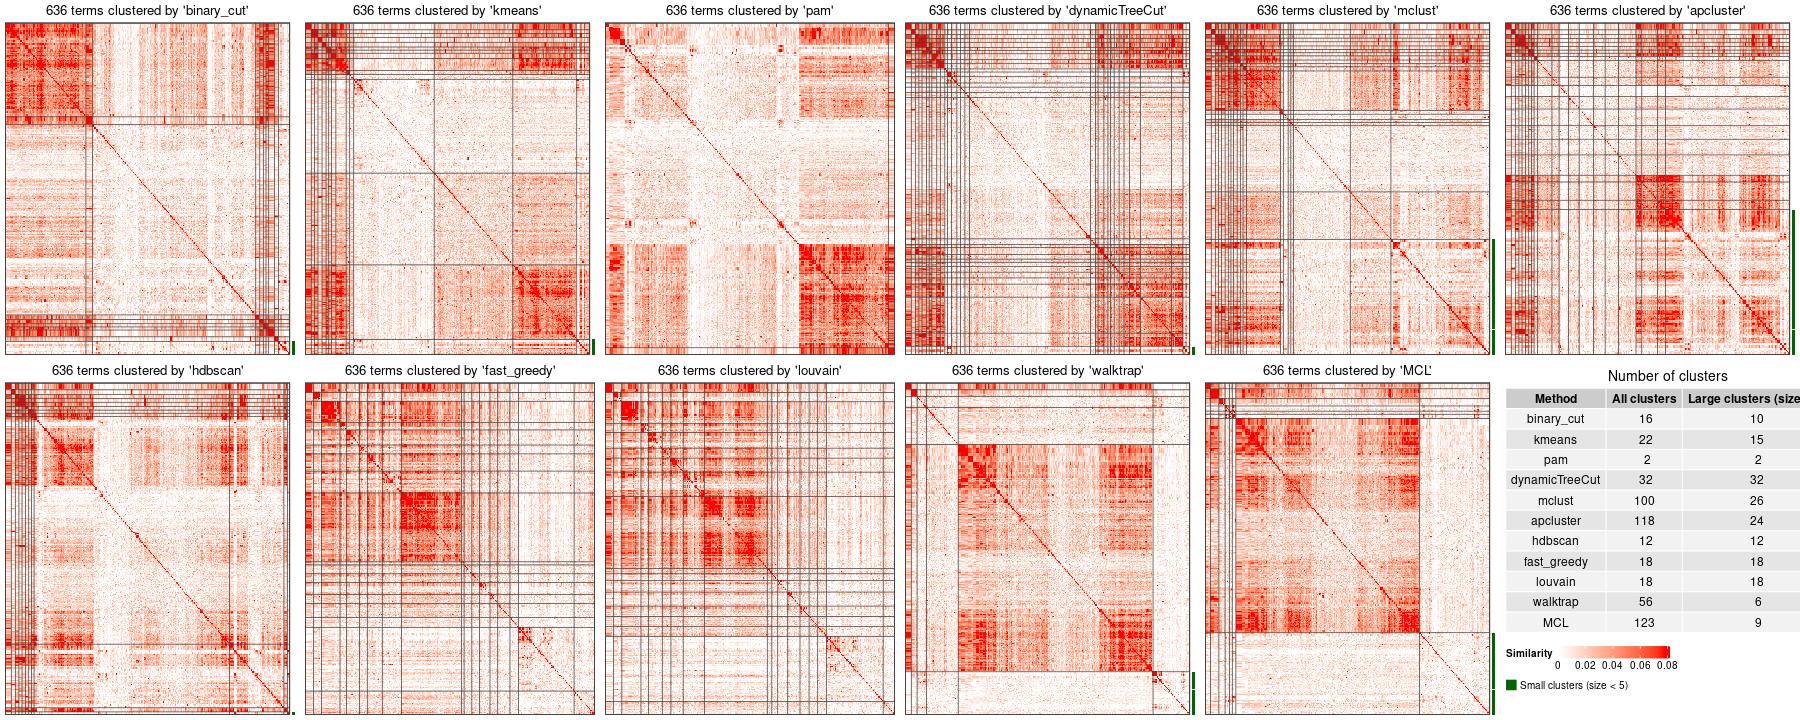 636 terms clustered by 'binary_cut'
636 terms clustered by 'kmeans'
636 terms clustered by 'pam'
636 terms clustered by 'dynamicTreeCut'
636 terms clustered by 'mclust'
636 terms clustered by 'apcluster'
636 terms clustered by 'hdbscan'
636 terms clustered by 'fast_greedy'
636 terms clustered by 'louvain'
636 terms clustered by 'walktrap'
636 terms clustered by 'MCL'
Number of clusters
Method All clusters Large clusters (size
binary_cut 16 10
kmeans 22 15
pam 2 2
dynamicTreeCut 32 32
mclust 100 26
apcluster 118 24
hdbscan 12 12
fast_greedy 18 18
louvain 18 18
walktrap 56 6
MCL 123 9
Similarity
0 0.02 0.04 0.06 0.08
Small clusters (size < 5)